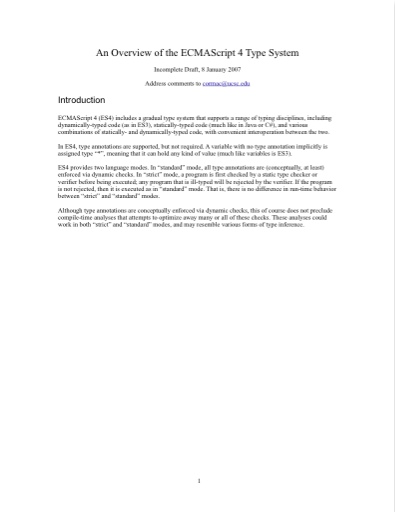 An Overview of the ECMAScript 4 Type System
Incomplete Draft, 8 January 2007
Address comments to cormac@ucsc.edu
Introduction
ECMAScript 4 (ES4) includes a gradual type system that supports a range of typing disciplines, including
dynamically-typed code (as in ES3), statically-typed code (much like in Java or C#), and various
combinations of statically- and dynamically-typed code, with convenient interoperation between the two.
In ES4, type annotations are supported, but not required. A variable with no type annotation implicitly is
assigned type "*", meaning that it can hold any kind of value (much like variables is ES3).
ES4 provides two language modes. In "standard" mode, all type annotations are (conceptually, at least)
enforced via dynamic checks. In "strict" mode, a program is first checked by a static type checker or
verifier before being executed; any program that is ill-typed will be rejected by the verifier. If the program
is not rejected, then it is executed as in "standard" mode. That is, there is no difference in run-time behavior
between "strict" and "standard" modes.
Although type annotations are conceptually enforced via dynamic checks, this of course does not preclude
compile-time analyses that attempt to optimize away many or all of these checks. These analyses could
work in both "strict" and "standard" modes, and may resemble various forms of type inference.
1